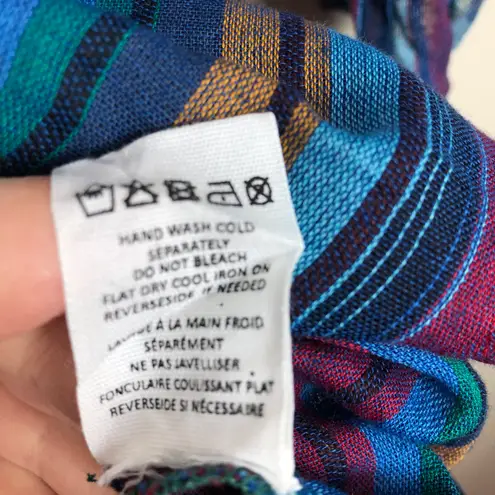 HAND WASH COLD
SEPARATELY
DO NOT BLEACH
FLAT DRY COOL IRON ON
REVERSESIDE IF NEEDED
À LA MAIN FROID
SÉPARÉMENT
NE PAS JAVELLISER
FONCULAIRE COULISSANT PLAT
REVERSEIDE SI NÉCESSAIRE